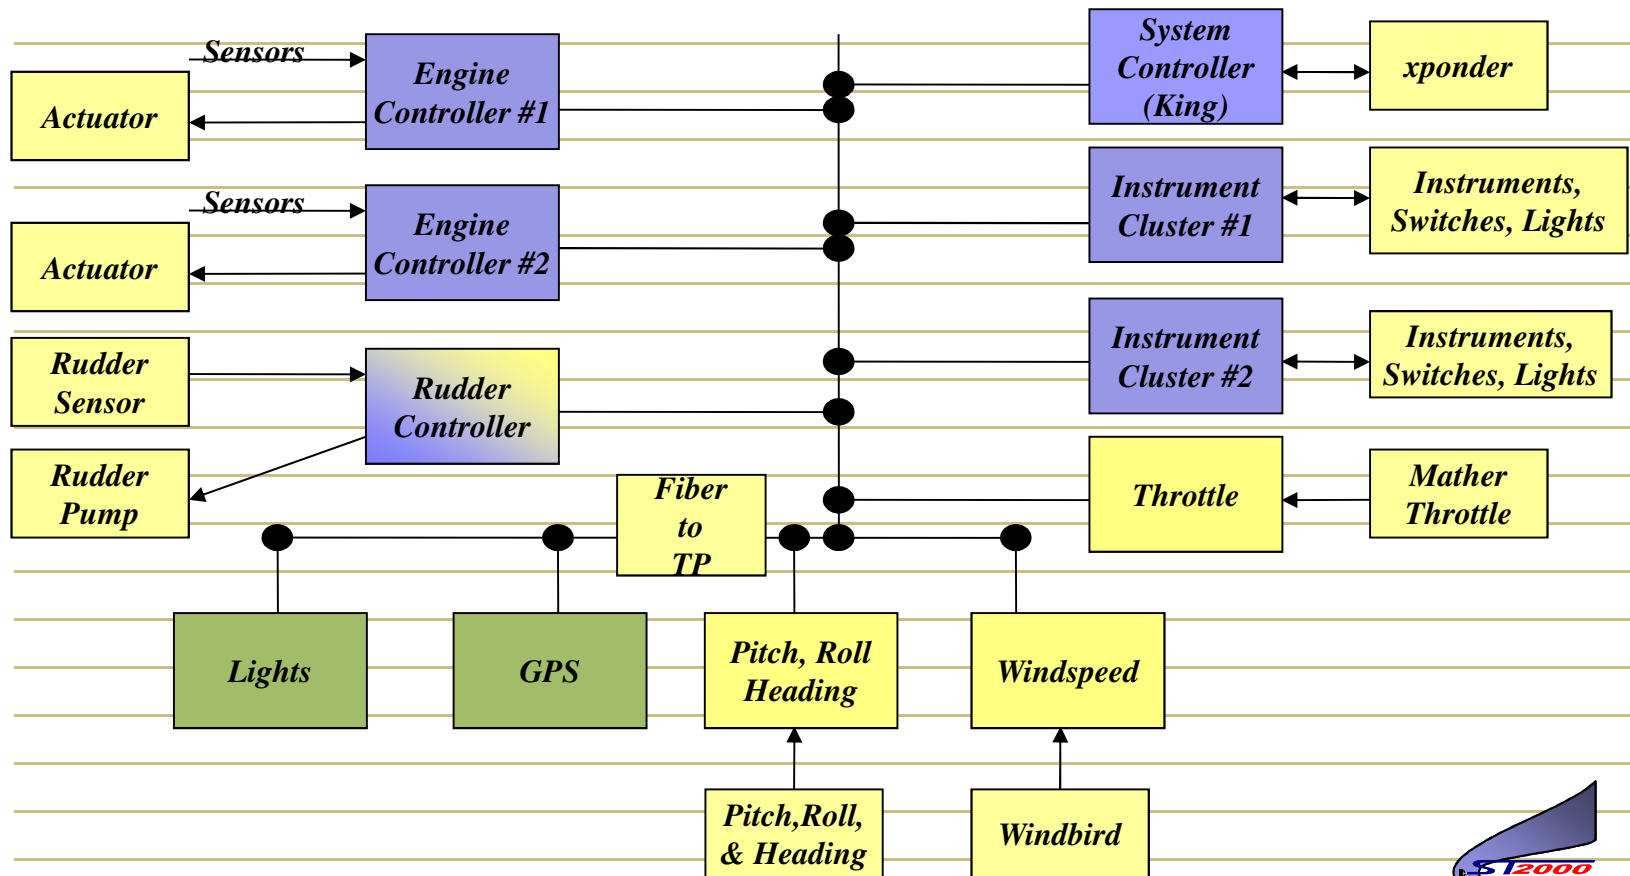 Sensors
Engine
Controller #1
Actuator
System
Controller
(King)
xponder
Sensors
Engine
Controller #2
Actuator
Instrument
Cluster #1
Instruments,
Switches, Lights
Rudder
Sensor
Rudder
Controller
Instrument
Cluster #2
Instruments,
Switches, Lights
Rudder
Pump
Fiber
to
TP
Throttle
Mather
Throttle
Lights
GPS
Pitch, Roll
Heading
Windspeed
Pitch,Roll,
& Heading
Windbird
ST2000